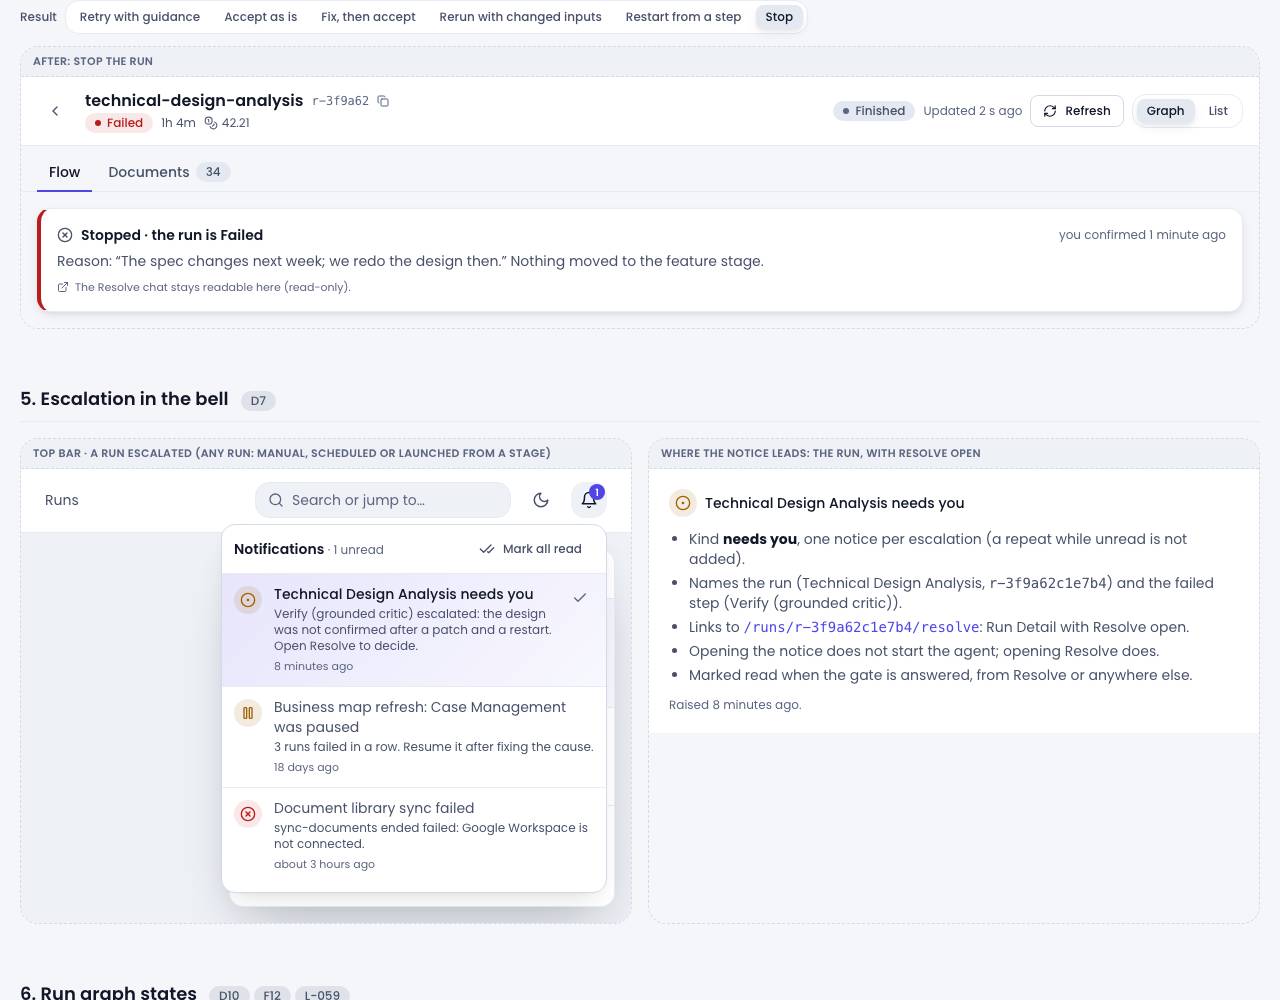 Result Retry with guidance Accept as is Fix, then accept Rerun with changed inputs Restart from a step Stop
AFTER: STOP THE RUN
technical-design-analysis r-3f9a62
Failed 1h 4m 42.21
Finished Updated 2 s ago Refresh Graph List
Flow Documents 34
Stopped · the run is Failed you confirmed 1 minute ago
Reason: “The spec changes next week; we redo the design then.” Nothing moved to the feature stage.
The Resolve chat stays readable here (read-only).
5. Escalation in the bell D7
TOP BAR · A RUN ESCALATED (ANY RUN: MANUAL, SCHEDULED OR LAUNCHED FROM A STAGE)
Runs Search or jump to… 1
Notifications · 1 unread Mark all read
Technical Design Analysis needs you
Verify (grounded critic) escalated: the design
was not confirmed after a patch and a restart.
Open Resolve to decide.
8 minutes ago
Business map refresh: Case Management
was paused
3 runs failed in a row. Resume it after fixing the cause.
18 days ago
Document library sync failed
sync-documents ended failed: Google Workspace is
not connected.
about 3 hours ago
WHERE THE NOTICE LEADS: THE RUN, WITH RESOLVE OPEN
Technical Design Analysis needs you
• Kind needs you, one notice per escalation (a repeat while unread is not
added).
• Names the run (Technical Design Analysis, r-3f9a62c1e7b4) and the failed
step (Verify (grounded critic)).
• Links to /runs/r-3f9a62c1e7b4/resolve: Run Detail with Resolve open.
• Opening the notice does not start the agent; opening Resolve does.
• Marked read when the gate is answered, from Resolve or anywhere else.
Raised 8 minutes ago.
6. Run graph states D10 F12 L-059